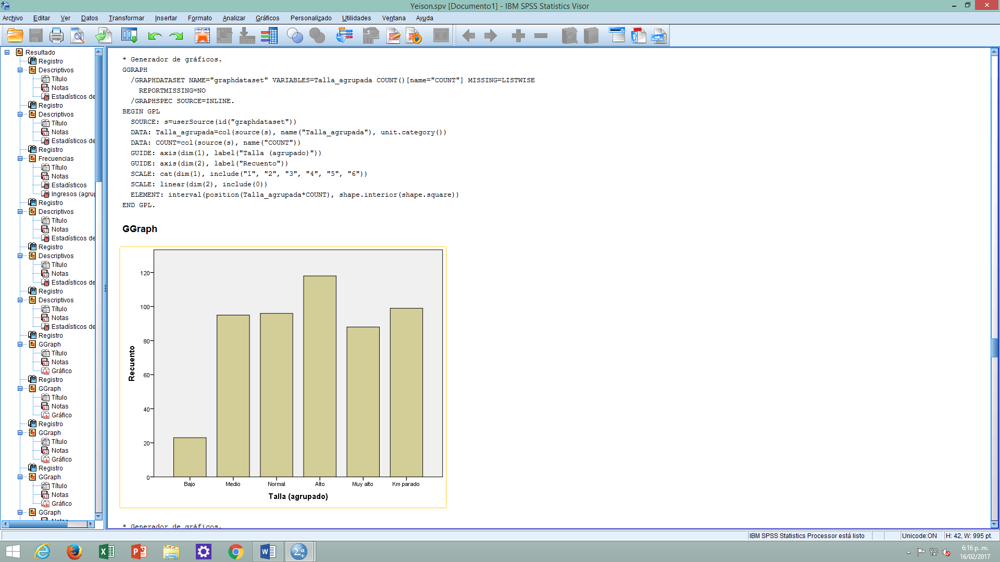 Yeison.spv [Documento1] - IBM SPSS Statistics Visor
Archivo Editar Ver Datos Transformar Insertar Formato Analizar Gráficos Personalizado Utilidades Ventana Ayuda
Resultado
Registro
Descriptivos
Título
Notas
Estadísticos de
Registro
Descriptivos
Título
Notas
Estadísticos de
Registro
Frecuencias
Título
Notas
Estadísticos
Ingresos (agru
Registro
Descriptivos
Título
Notas
Estadísticos de
Registro
Descriptivos
Título
Notas
Estadísticos de
Registro
Descriptivos
Título
Notas
Estadísticos de
Registro
GGraph
Título
Notas
Gráfico
Registro
GGraph
Título
Notas
Gráfico
Registro
GGraph
Título
Notas
Gráfico
Registro
GGraph
Título
Notas
Gráfico
GGraph
Notas
* Generador de gráficos.
GGRAPH
/GRAPHDATASET NAME="graphdataset" VARIABLES=Talla_agrupada COUNT()[name="COUNT"] MISSING=LISTWISE
REPORTMISSING=NO
/GRAPHSPEC SOURCE=INLINE.
BEGIN GPL
SOURCE: s=userSource(id("graphdataset"))
DATA: Talla_agrupada=col(source(s), name("Talla_agrupada"), unit.category())
DATA: COUNT=col(source(s), name("COUNT"))
GUIDE: axis(dim(1), label("Talla (agrupado)"))
GUIDE: axis(dim(2), label("Recuento"))
SCALE: cat(dim(1), include("1", "2", "3", "4", "5", "6"))
SCALE: linear(dim(2), include(0))
ELEMENT: interval(position(Talla_agrupada*COUNT), shape.interior(shape.square))
END GPL.
GGraph
120
100
80
60
40
20
0
Recuento
Bajo Medio Normal Alto Muy alto Km parado
Talla (agrupado)
* Generador de gráficos.
IBM SPSS Statistics Processor está listo Unicode:ON H: 42, W: 995 pt.
6:16 p. m.
16/02/2017